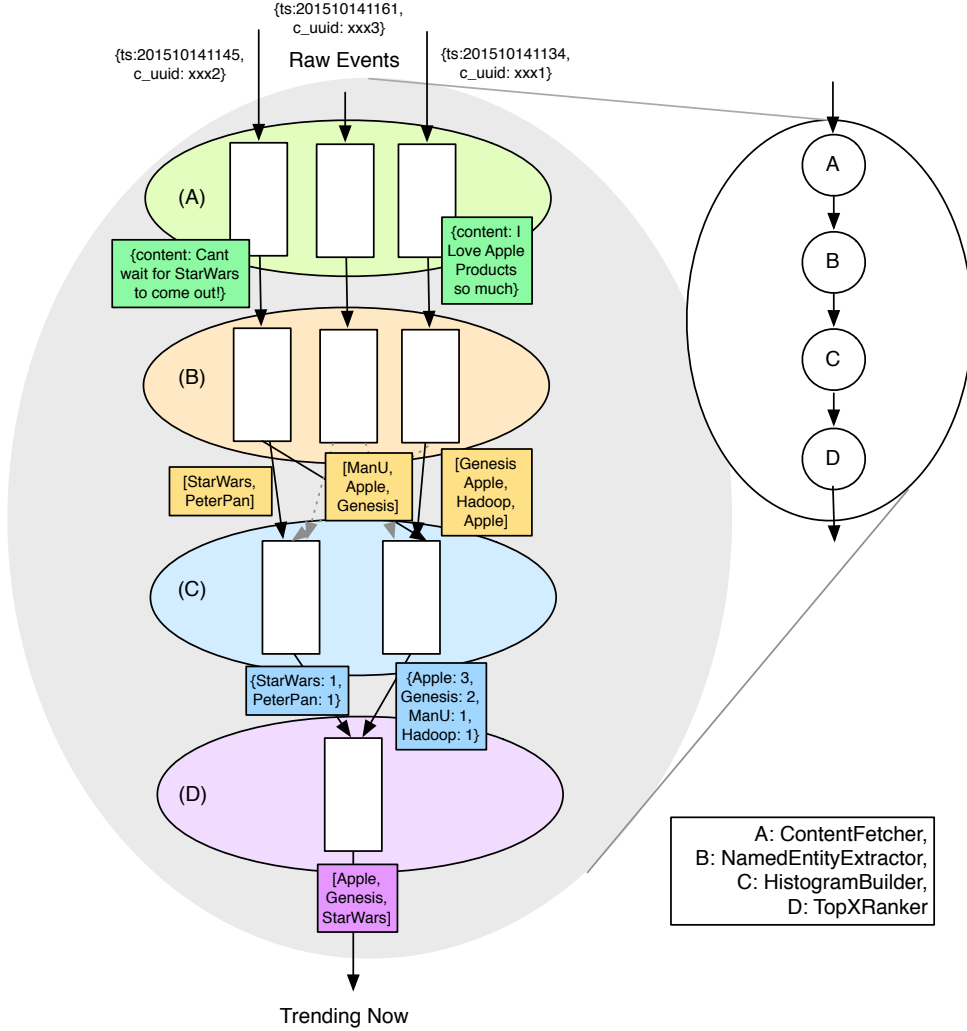 {ts:201510141161,
c_uuid: xxx3}
{ts:201510141145,
c_uuid: xxx2}
Raw Events
{ts:201510141134,
c_uuid: xxx1}
(A)
{content: Cant
wait for StarWars
to come out!}
{content: I
Love Apple
Products
so much}
(B)
[StarWars,
PeterPan]
[ManU,
Apple,
Genesis]
[Genesis
Apple,
Hadoop,
Apple]
(C)
{StarWars: 1,
PeterPan: 1}
{Apple: 3,
Genesis: 2,
ManU: 1,
Hadoop: 1}
(D)
[Apple,
Genesis,
StarWars]
Trending Now
A
B
C
D
A: ContentFetcher,
B: NamedEntityExtractor,
C: HistogramBuilder,
D: TopXRanker